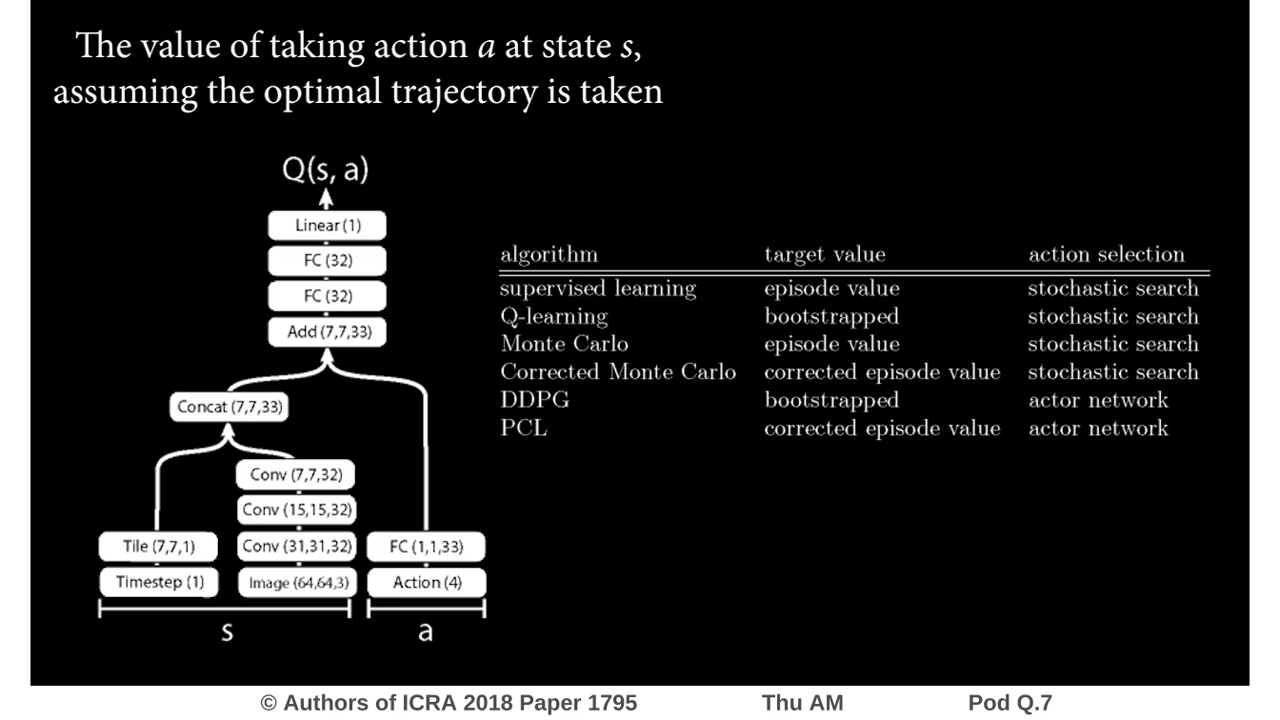 The value of taking action a at state s,
assuming the optimal trajectory is taken
Q(s, a)
Linear (1)
FC (32)
FC (32)
Add (7,7,33)
Concat (7,7,33)
Conv (7,7,32)
Conv (15,15,32)
Tile (7,7,1) Conv (31,31,32) FC (1,1,33)
Timestep (1) Image (64,64,3) Action (4)
s a
algorithm target value action selection
supervised learning episode value stochastic search
Q-learning bootstrapped stochastic search
Monte Carlo episode value stochastic search
Corrected Monte Carlo corrected episode value stochastic search
DDPG bootstrapped actor network
PCL corrected episode value actor network
© Authors of ICRA 2018 Paper 1795 Thu AM Pod Q.7